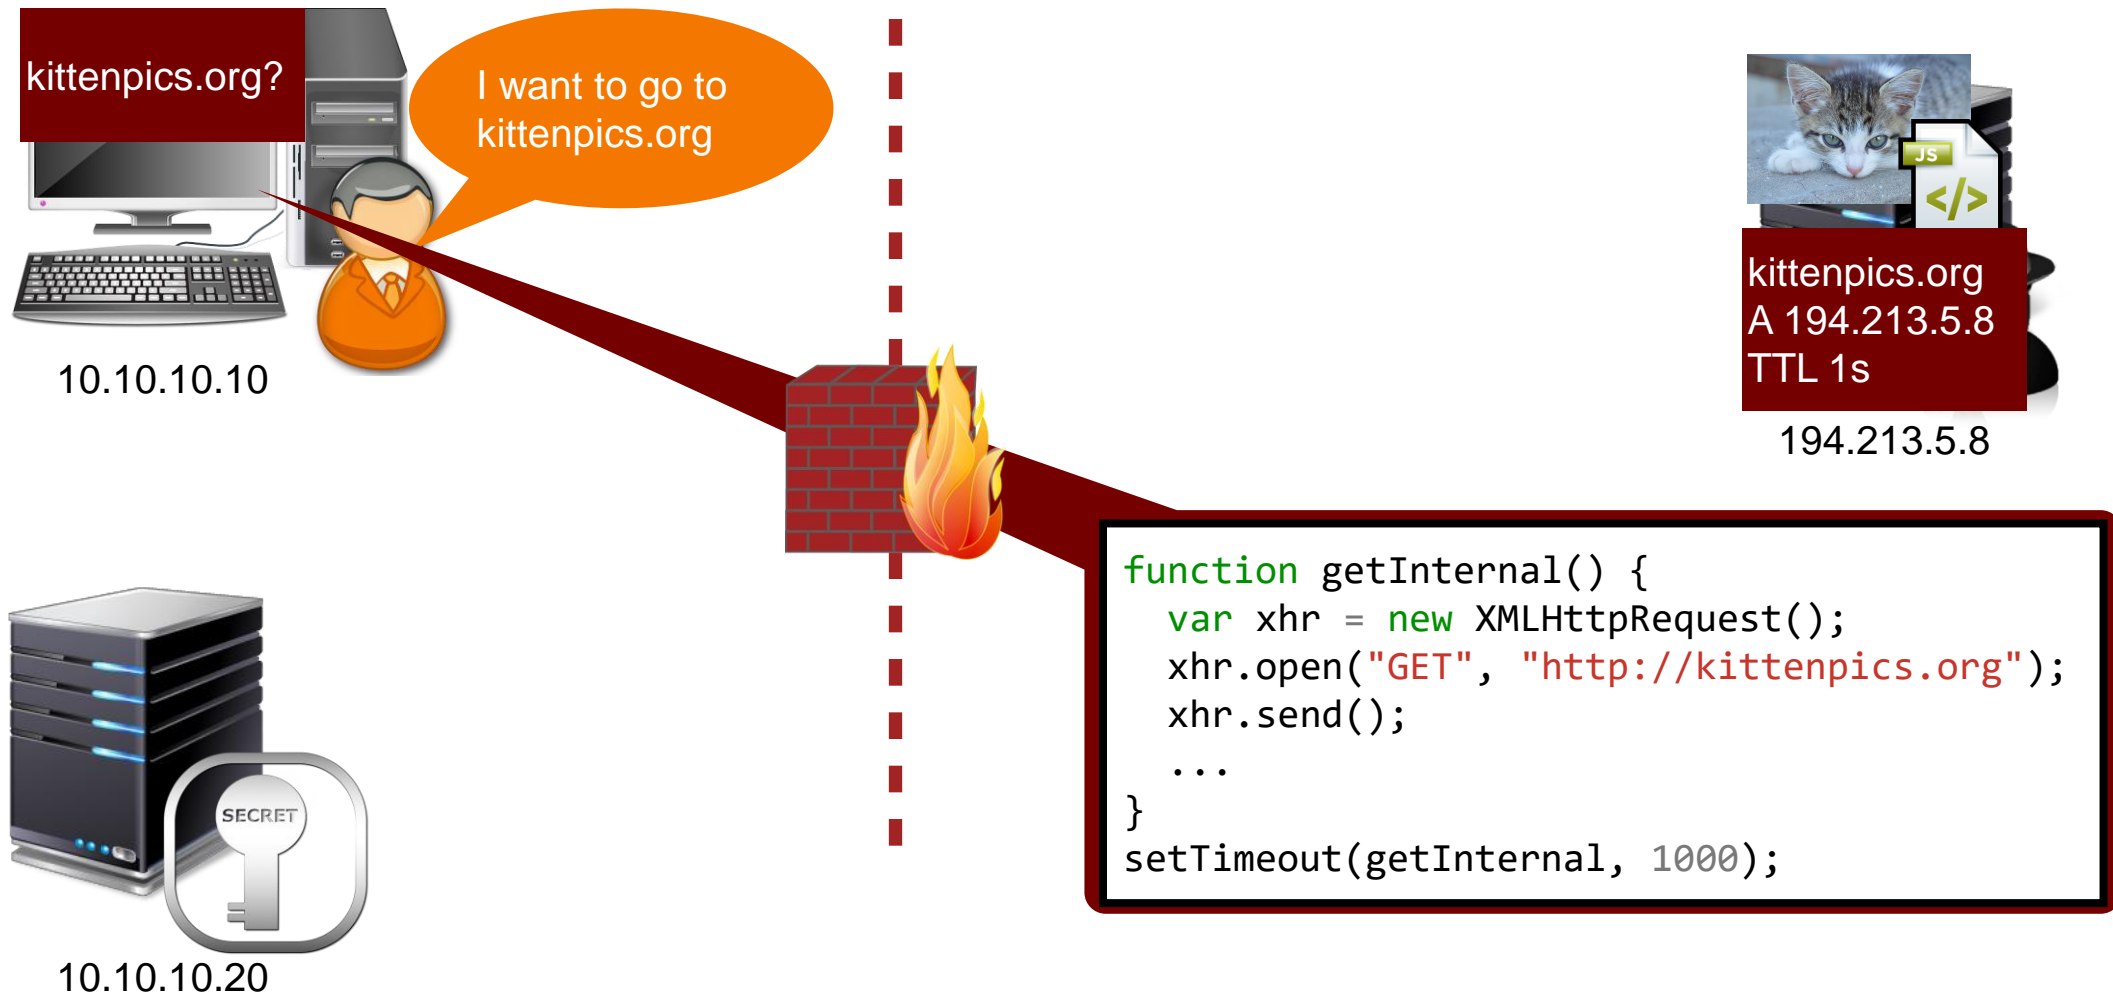 kittenpics.org?
I want to go to
kittenpics.org
10.10.10.10
JS
</>
kittenpics.org
A 194.213.5.8
TTL 1s
194.213.5.8
function getInternal() {
  var xhr = new XMLHttpRequest();
  xhr.open("GET", "http://kittenpics.org");
  xhr.send();
  ...
}
setTimeout(getInternal, 1000);
SECRET
10.10.10.20